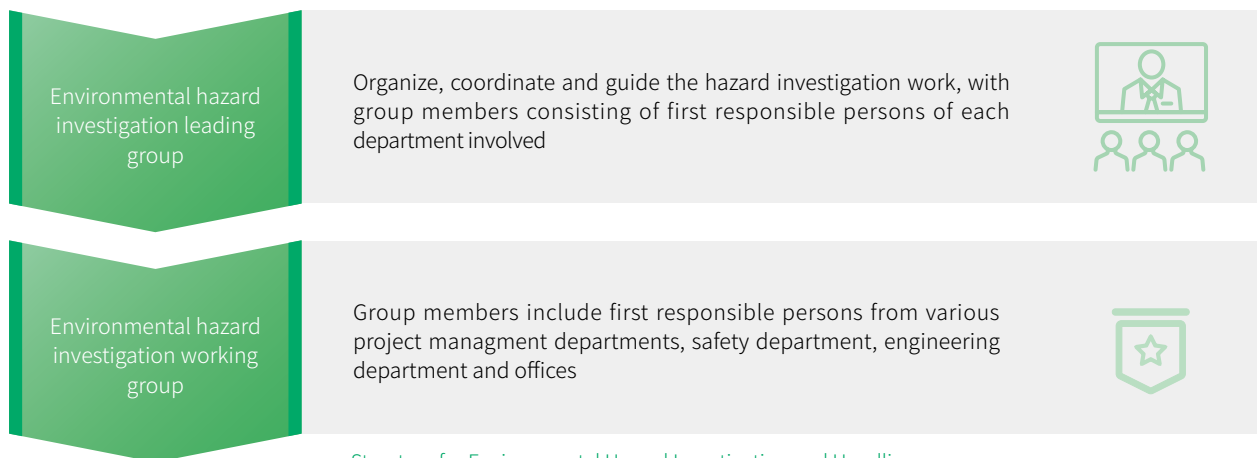 Environmental hazard
investigation leading
group
Organize, coordinate and guide the hazard investigation work, with
group members consisting of first responsible persons of each
department involved
Environmental hazard
investigation working
group
Group members include first responsible persons from various
project managment departments, safety department, engineering
department and offices